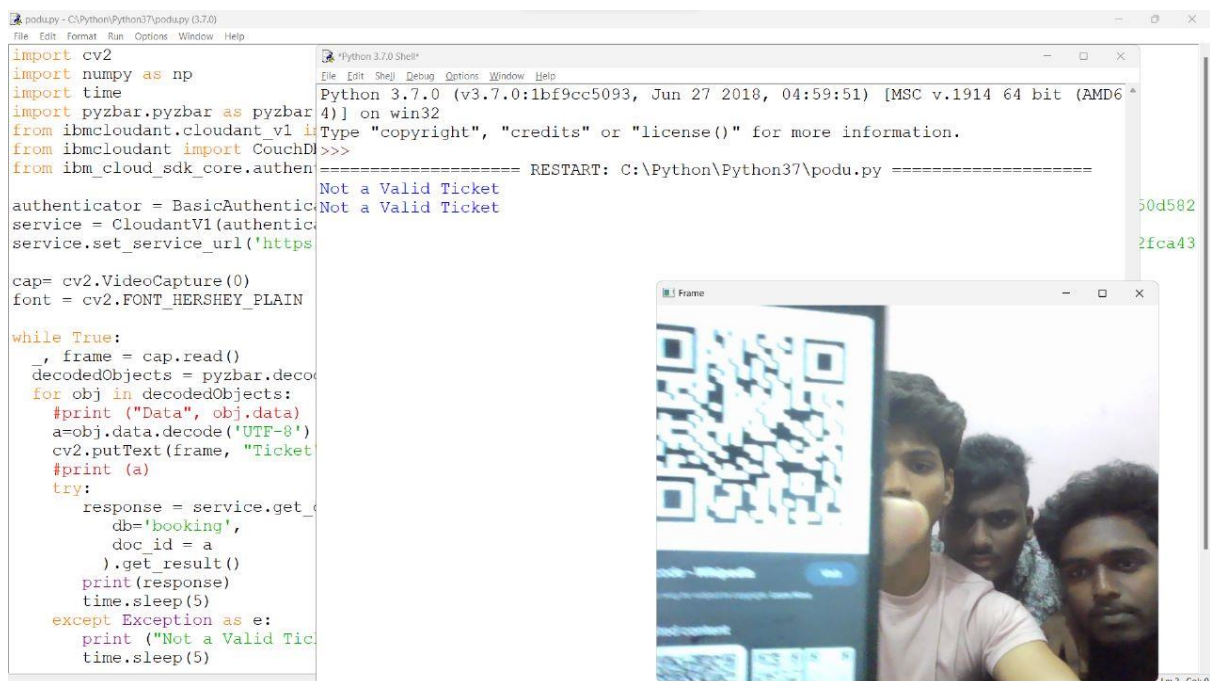 podu.py - C:\Python\Python37\podu.py (3.7.0)
File Edit Format Run Options Window Help
import cv2
import numpy as np
import time
import pyzbar.pyzbar as pyzbar
from ibmcloudant.cloudant_v1
from ibmcloudant import
from ibm_cloud_sdk_core.authen
authenticator =
service = CloudantV1(authentic
service.set_service_url('https
50d582
2fca43
cap= cv2.VideoCapture(0)
font = cv2.FONT_HERSHEY_PLAIN
while True:
_, frame = cap.read()
decodedObjects = pyzbar.deco
for obj in decodedObjects:
#print ("Data", obj.data)
a=obj.data.decode('UTF-8')
cv2.putText(frame, "Ticket
#print (a)
try:
response = service.get_
db='booking',
doc_id = a
).get_result()
print(response)
time.sleep(5)
except Exception as e:
print ("Not a Valid Tic
time.sleep(5)
*Python 3.7.0 Shell*
File Edit Shell Debug Options Window Help
Python 3.7.0 (v3.7.0:1bf9cc5093, Jun 27 2018, 04:59:51) [MSC v.1914 64 bit (AMD6
4)] on win32
Type "copyright", "credits" or "license()" for more information.
>>>
==================== RESTART: C:\Python\Python37\podu.py ====================
Not a Valid Ticket
Not a Valid Ticket
Frame
code - Wikipedia
Visit
content